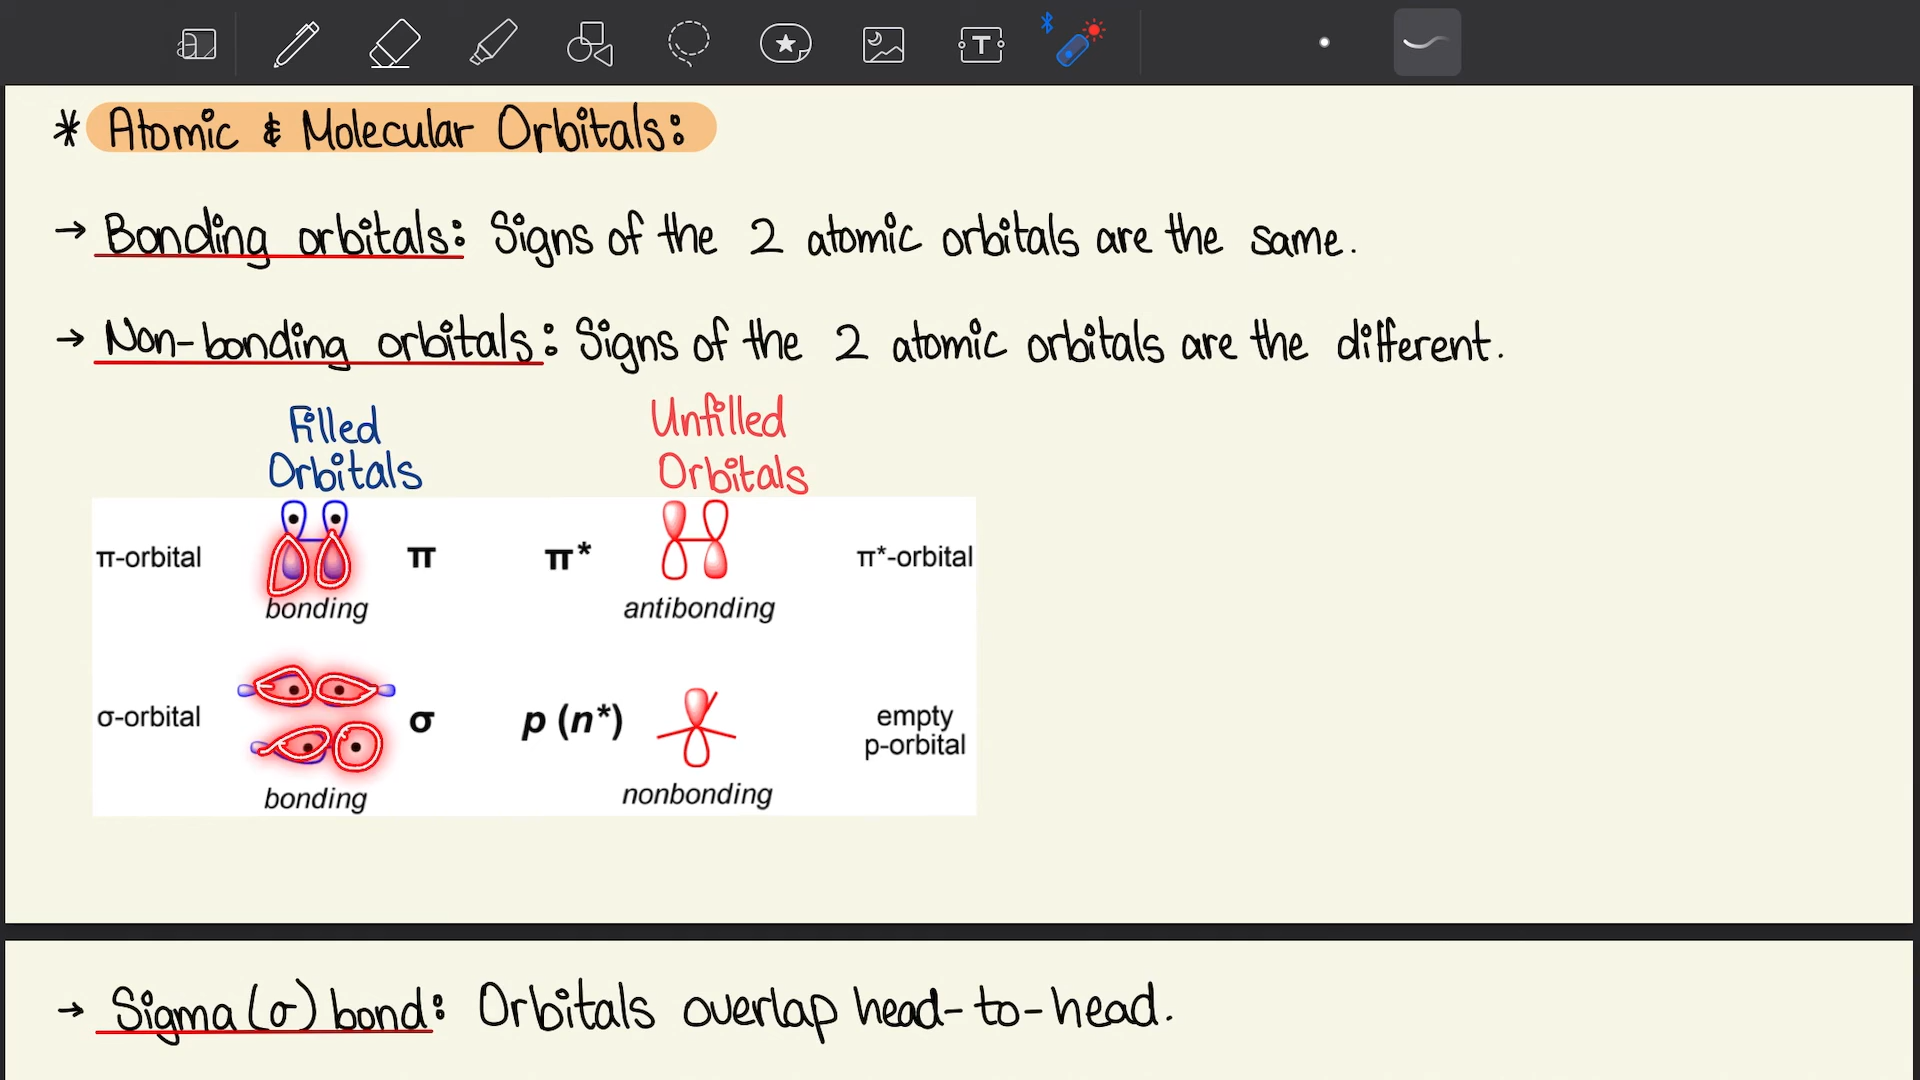 * Atomic & Molecular Orbitals:
→ Bonding orbitals: Signs of the 2 atomic orbitals are the same.
→ Non-bonding orbitals: Signs of the 2 atomic orbitals are the different.
Filled Orbitals
Unfilled Orbitals
π-orbital π π* π*-orbital
bonding antibonding
σ-orbital σ p (n*) empty p-orbital
bonding nonbonding
→ Sigma (σ) bond: Orbitals overlap head-to-head.